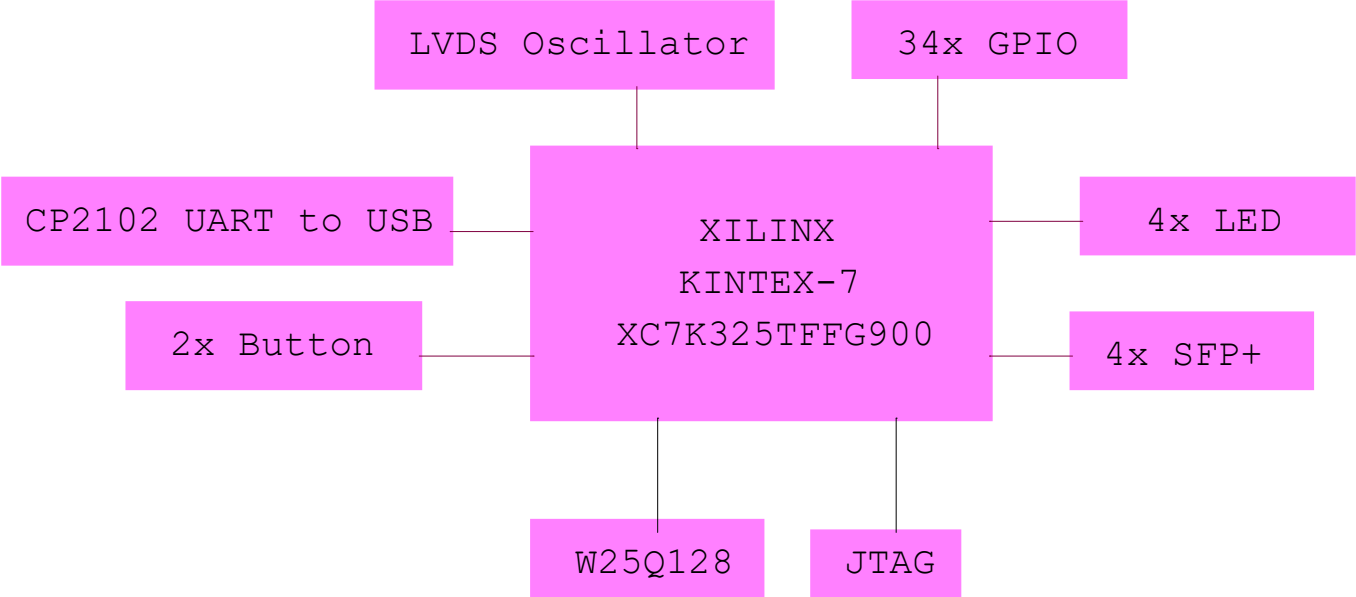 LVDS Oscillator
34x GPIO
CP2102 UART to USB
XILINX
KINTEX-7
XC7K325TFFG900
4x LED
2x Button
4x SFP+
W25Q128
JTAG